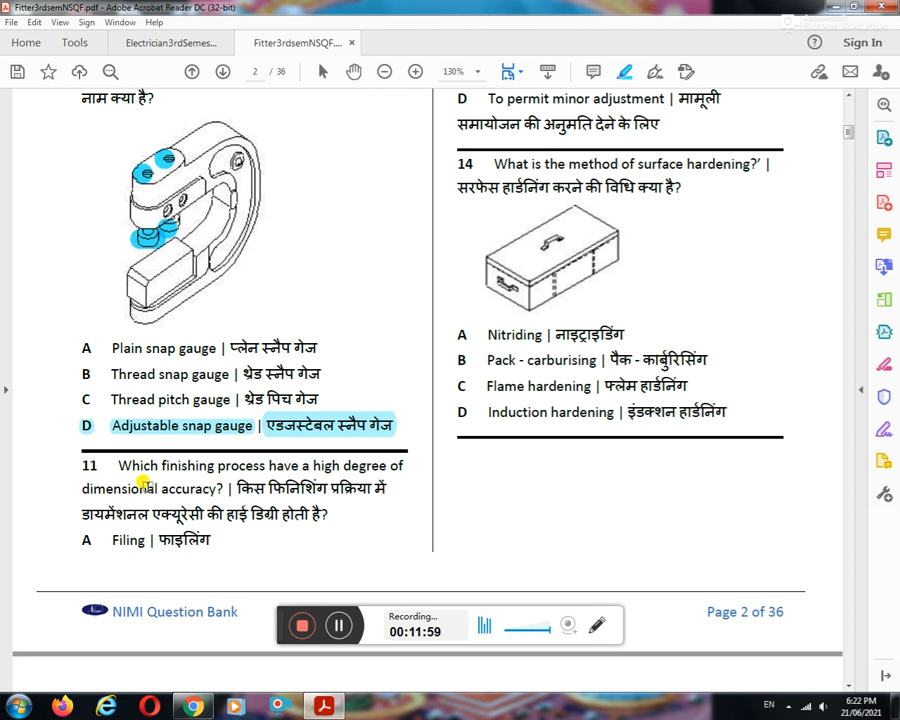 Fitter3rdsemNSQF.pdf - Adobe Acrobat Reader DC (32-bit)
File Edit View Sign Window Help
Home Tools Electrician3rdSemes... Fitter3rdsemNSQF.... Sign In
2 / 36 130%
नाम क्या है?
A Plain snap gauge | प्लेन स्नैप गेज
B Thread snap gauge | थ्रेड स्नैप गेज
C Thread pitch gauge | थ्रेड पिच गेज
D Adjustable snap gauge | एडजस्टेबल स्नैप गेज
11 Which finishing process have a high degree of
dimensional accuracy? | किस फिनिशिंग प्रक्रिया में
डायमेंशनल एक्यूरेसी की हाई डिग्री होती है?
A Filing | फाइलिंग
D To permit minor adjustment | मामूली
समायोजन की अनुमति देने के लिए
14 What is the method of surface hardening?' |
सरफेस हार्डनिंग करने की विधि क्या है?
A Nitriding | नाइट्राइडिंग
B Pack - carburising | पैक - कार्बुरिसिंग
C Flame hardening | फ्लेम हार्डनिंग
D Induction hardening | इंडक्शन हार्डनिंग
Nimi NIMI Question Bank Page 2 of 36
Recording...
00:11:59
EN 6:22 PM
21/06/2021